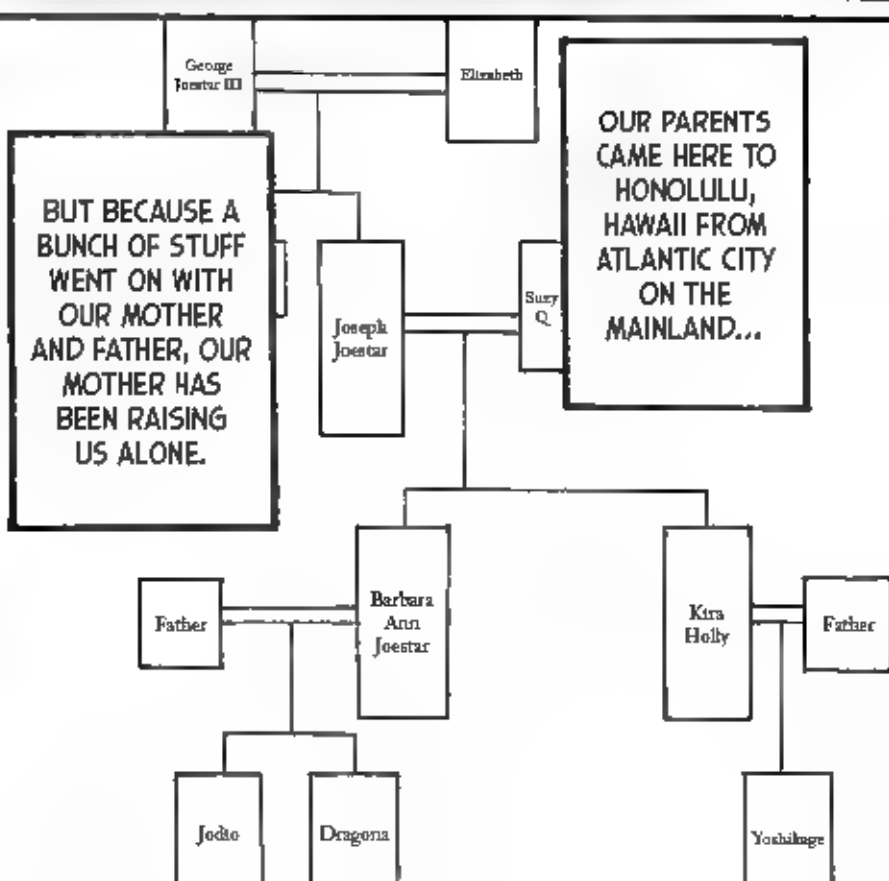 George
Joestar III
Elizabeth
OUR PARENTS
CAME HERE TO
HONOLULU,
HAWAII FROM
ATLANTIC CITY
ON THE
MAINLAND...
BUT BECAUSE A
BUNCH OF STUFF
WENT ON WITH
OUR MOTHER
AND FATHER, OUR
MOTHER HAS
BEEN RAISING
US ALONE.
Joseph
Joestar
Suzy
Q
Father
Barbara
Ann
Joestar
Kira
Holly
Father
Jodio
Dragona
Yoshikage